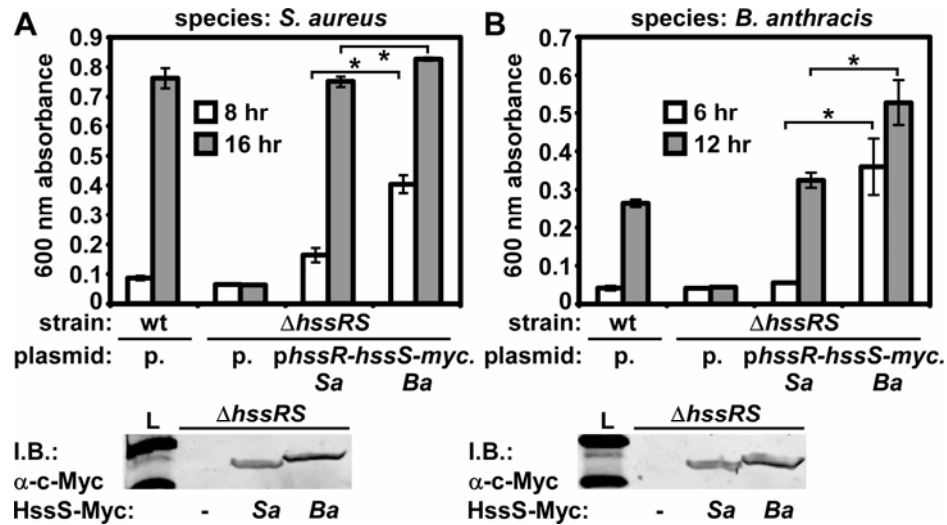 A
species: S. aureus
0.9
0.8
0.7
0.6
0.5
0.4
0.3
0.2
0.1
0
600 nm absorbance
8 hr
16 hr
*
*
strain: wt ΔhssRS
plasmid: p. p. phssR-hssS-myc.
Sa Ba
L ΔhssRS
I.B.:
α-c-Myc
HssS-Myc: - Sa Ba
B
species: B. anthracis
0.7
0.6
0.5
0.4
0.3
0.2
0.1
0
600 nm absorbance
6 hr
12 hr
*
*
strain: wt ΔhssRS
plasmid: p. p. phssR-hssS-myc.
Sa Ba
L ΔhssRS
I.B.:
α-c-Myc
HssS-Myc: - Sa Ba